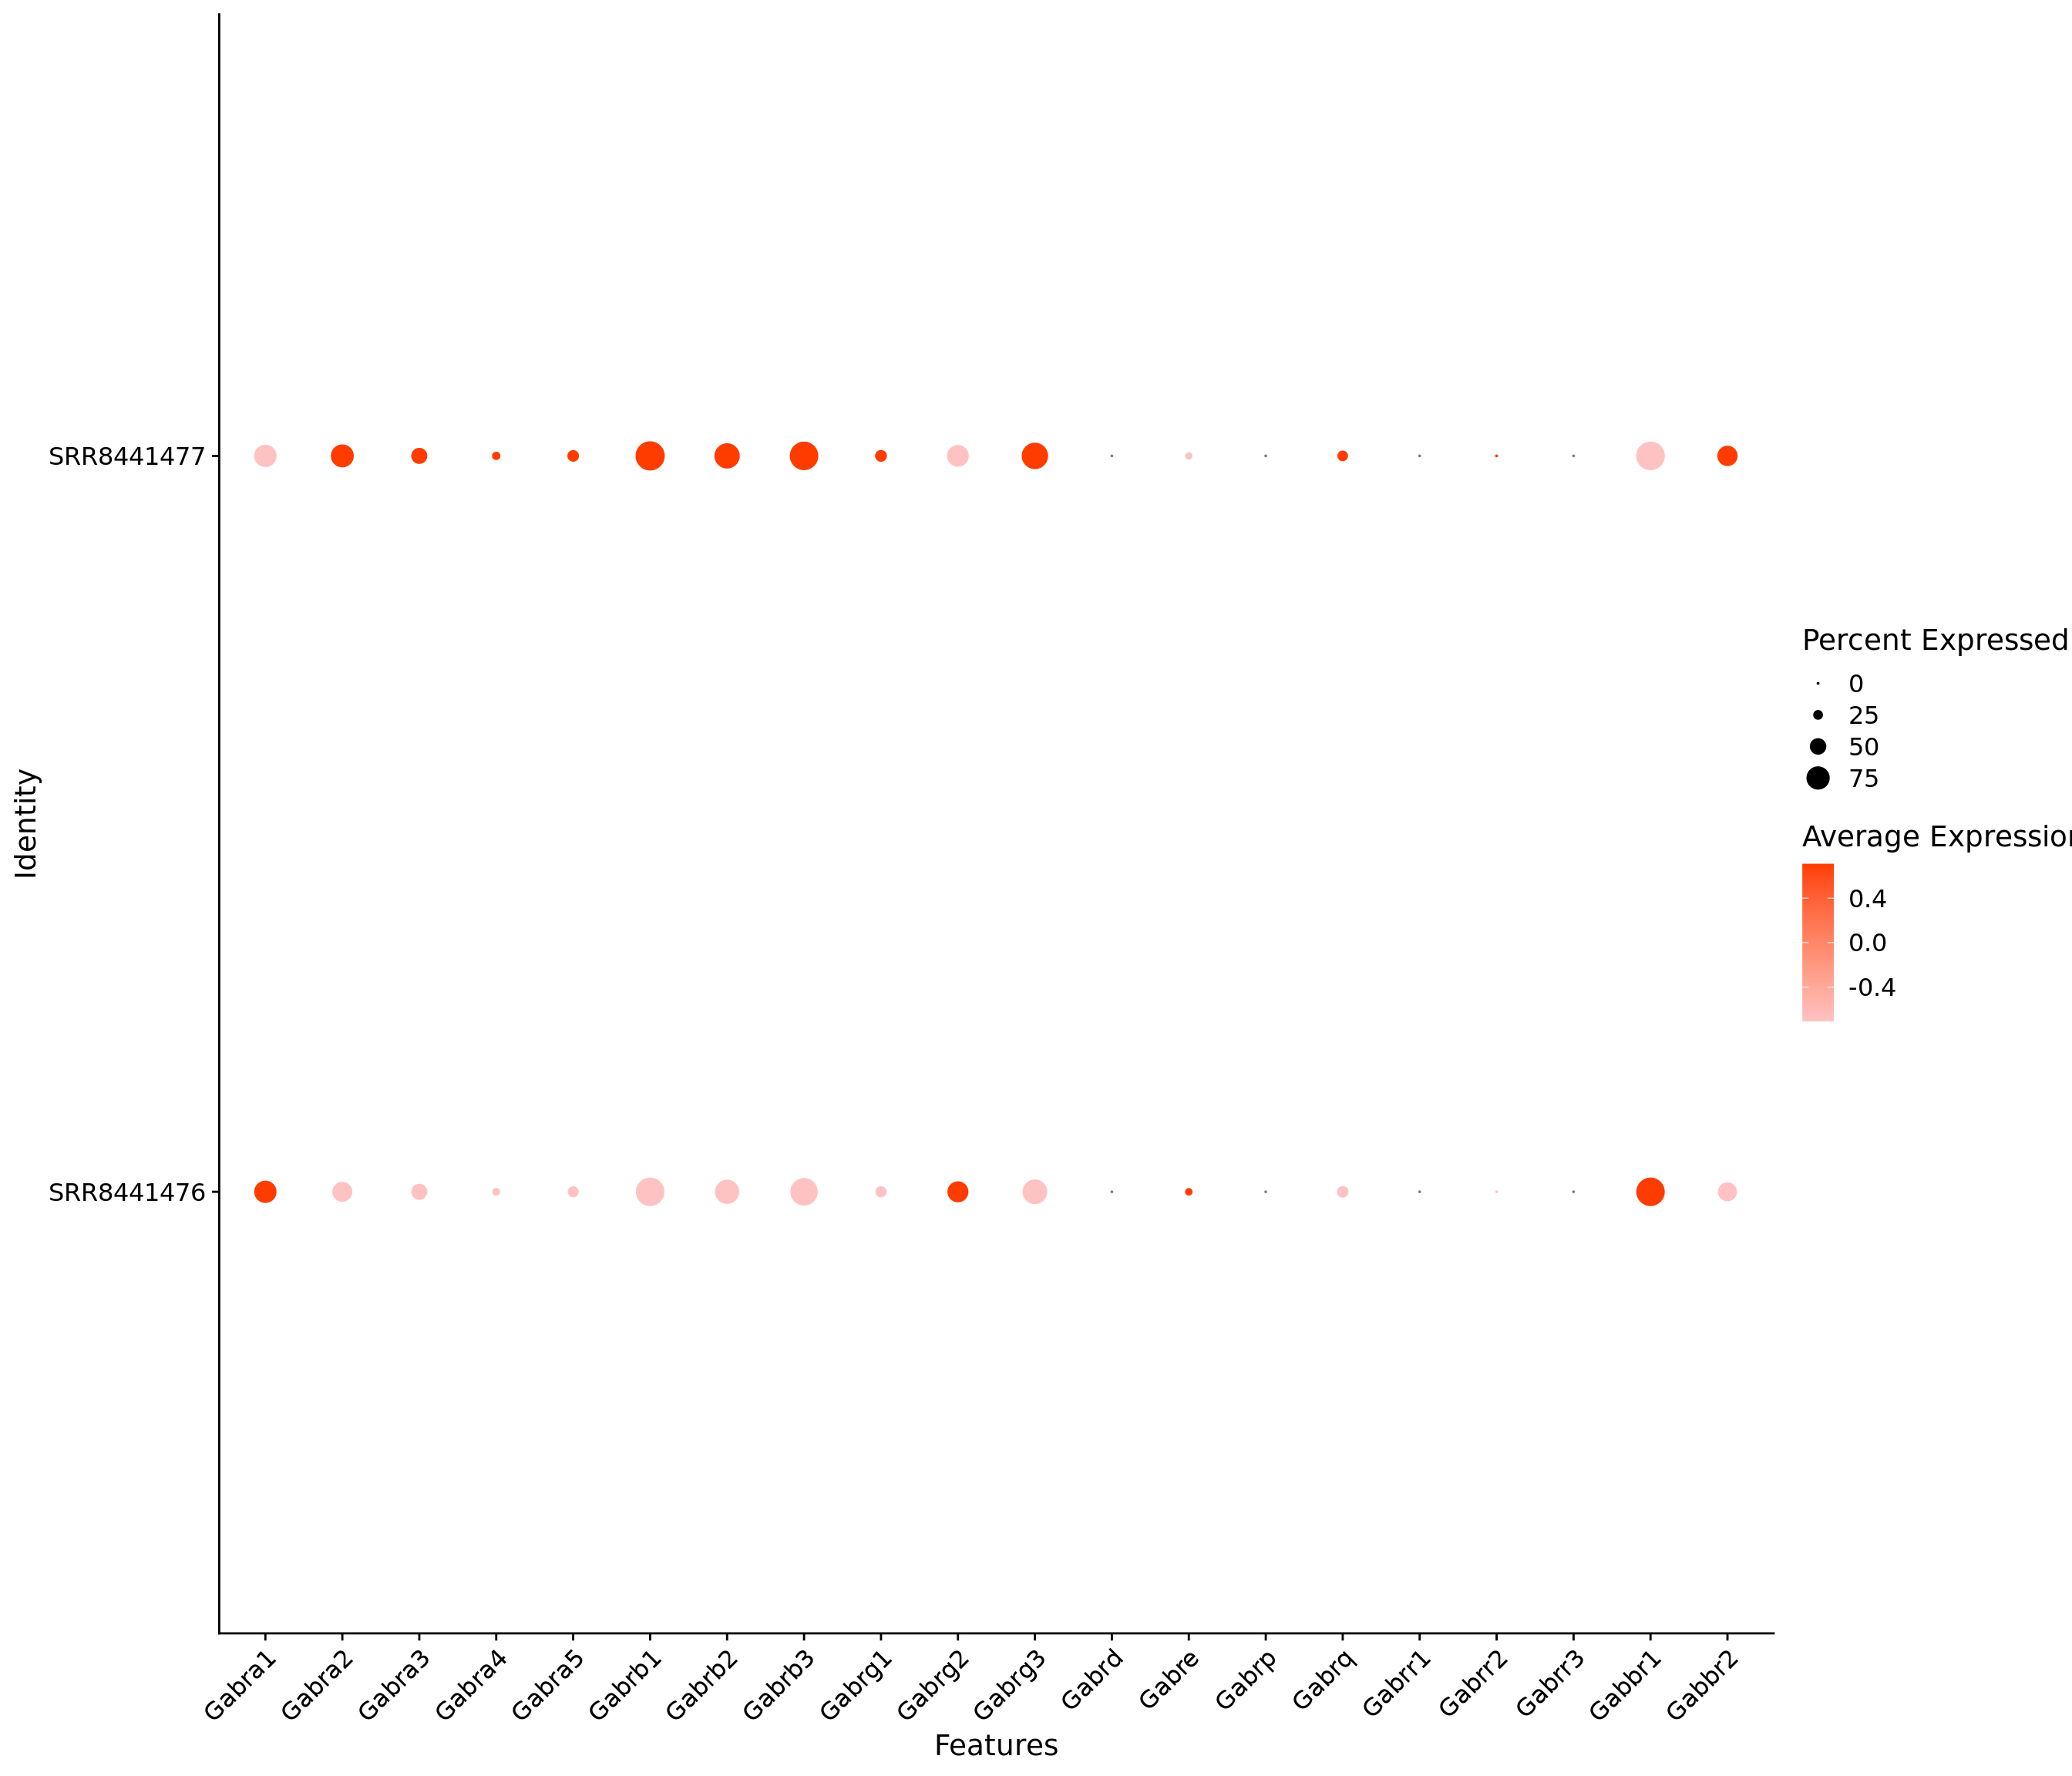 SRR8441477
SRR8441476
Identity
Gabra1
Gabra2
Gabra3
Gabra4
Gabra5
Gabrb1
Gabrb2
Gabrb3
Gabrg1
Gabrg2
Gabrg3
Gabrd
Gabre
Gabrp
Gabrq
Gabrr1
Gabrr2
Gabrr3
Gabbr1
Gabbr2
Features
Percent Expressed
0
25
50
75
Average Expression
0.4
0.0
-0.4